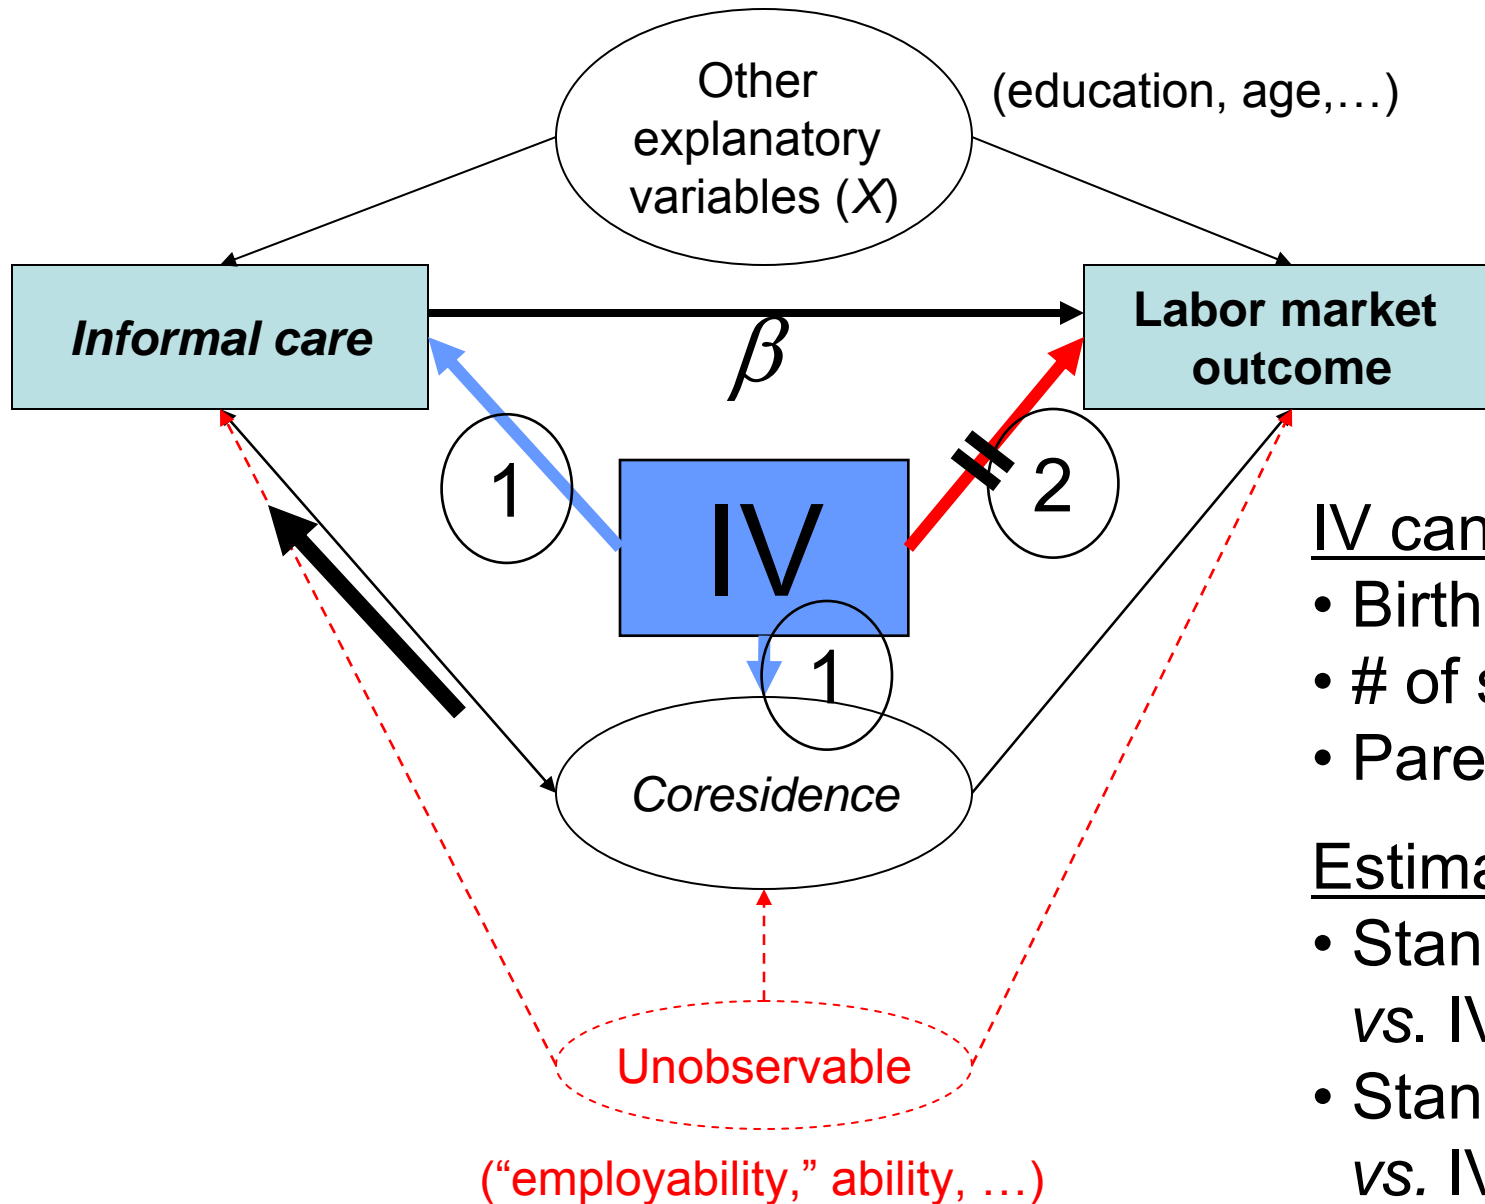 Other
explanatory
variables (X)
(education, age,…)
Informal care
β
Labor market
outcome
1
2
IV
1
Coresidence
Unobservable
(“employability,” ability, …)
IV can
• Birth
• # of
• Pare
Estima
• Stan
vs. IV
• Stan
vs. IV